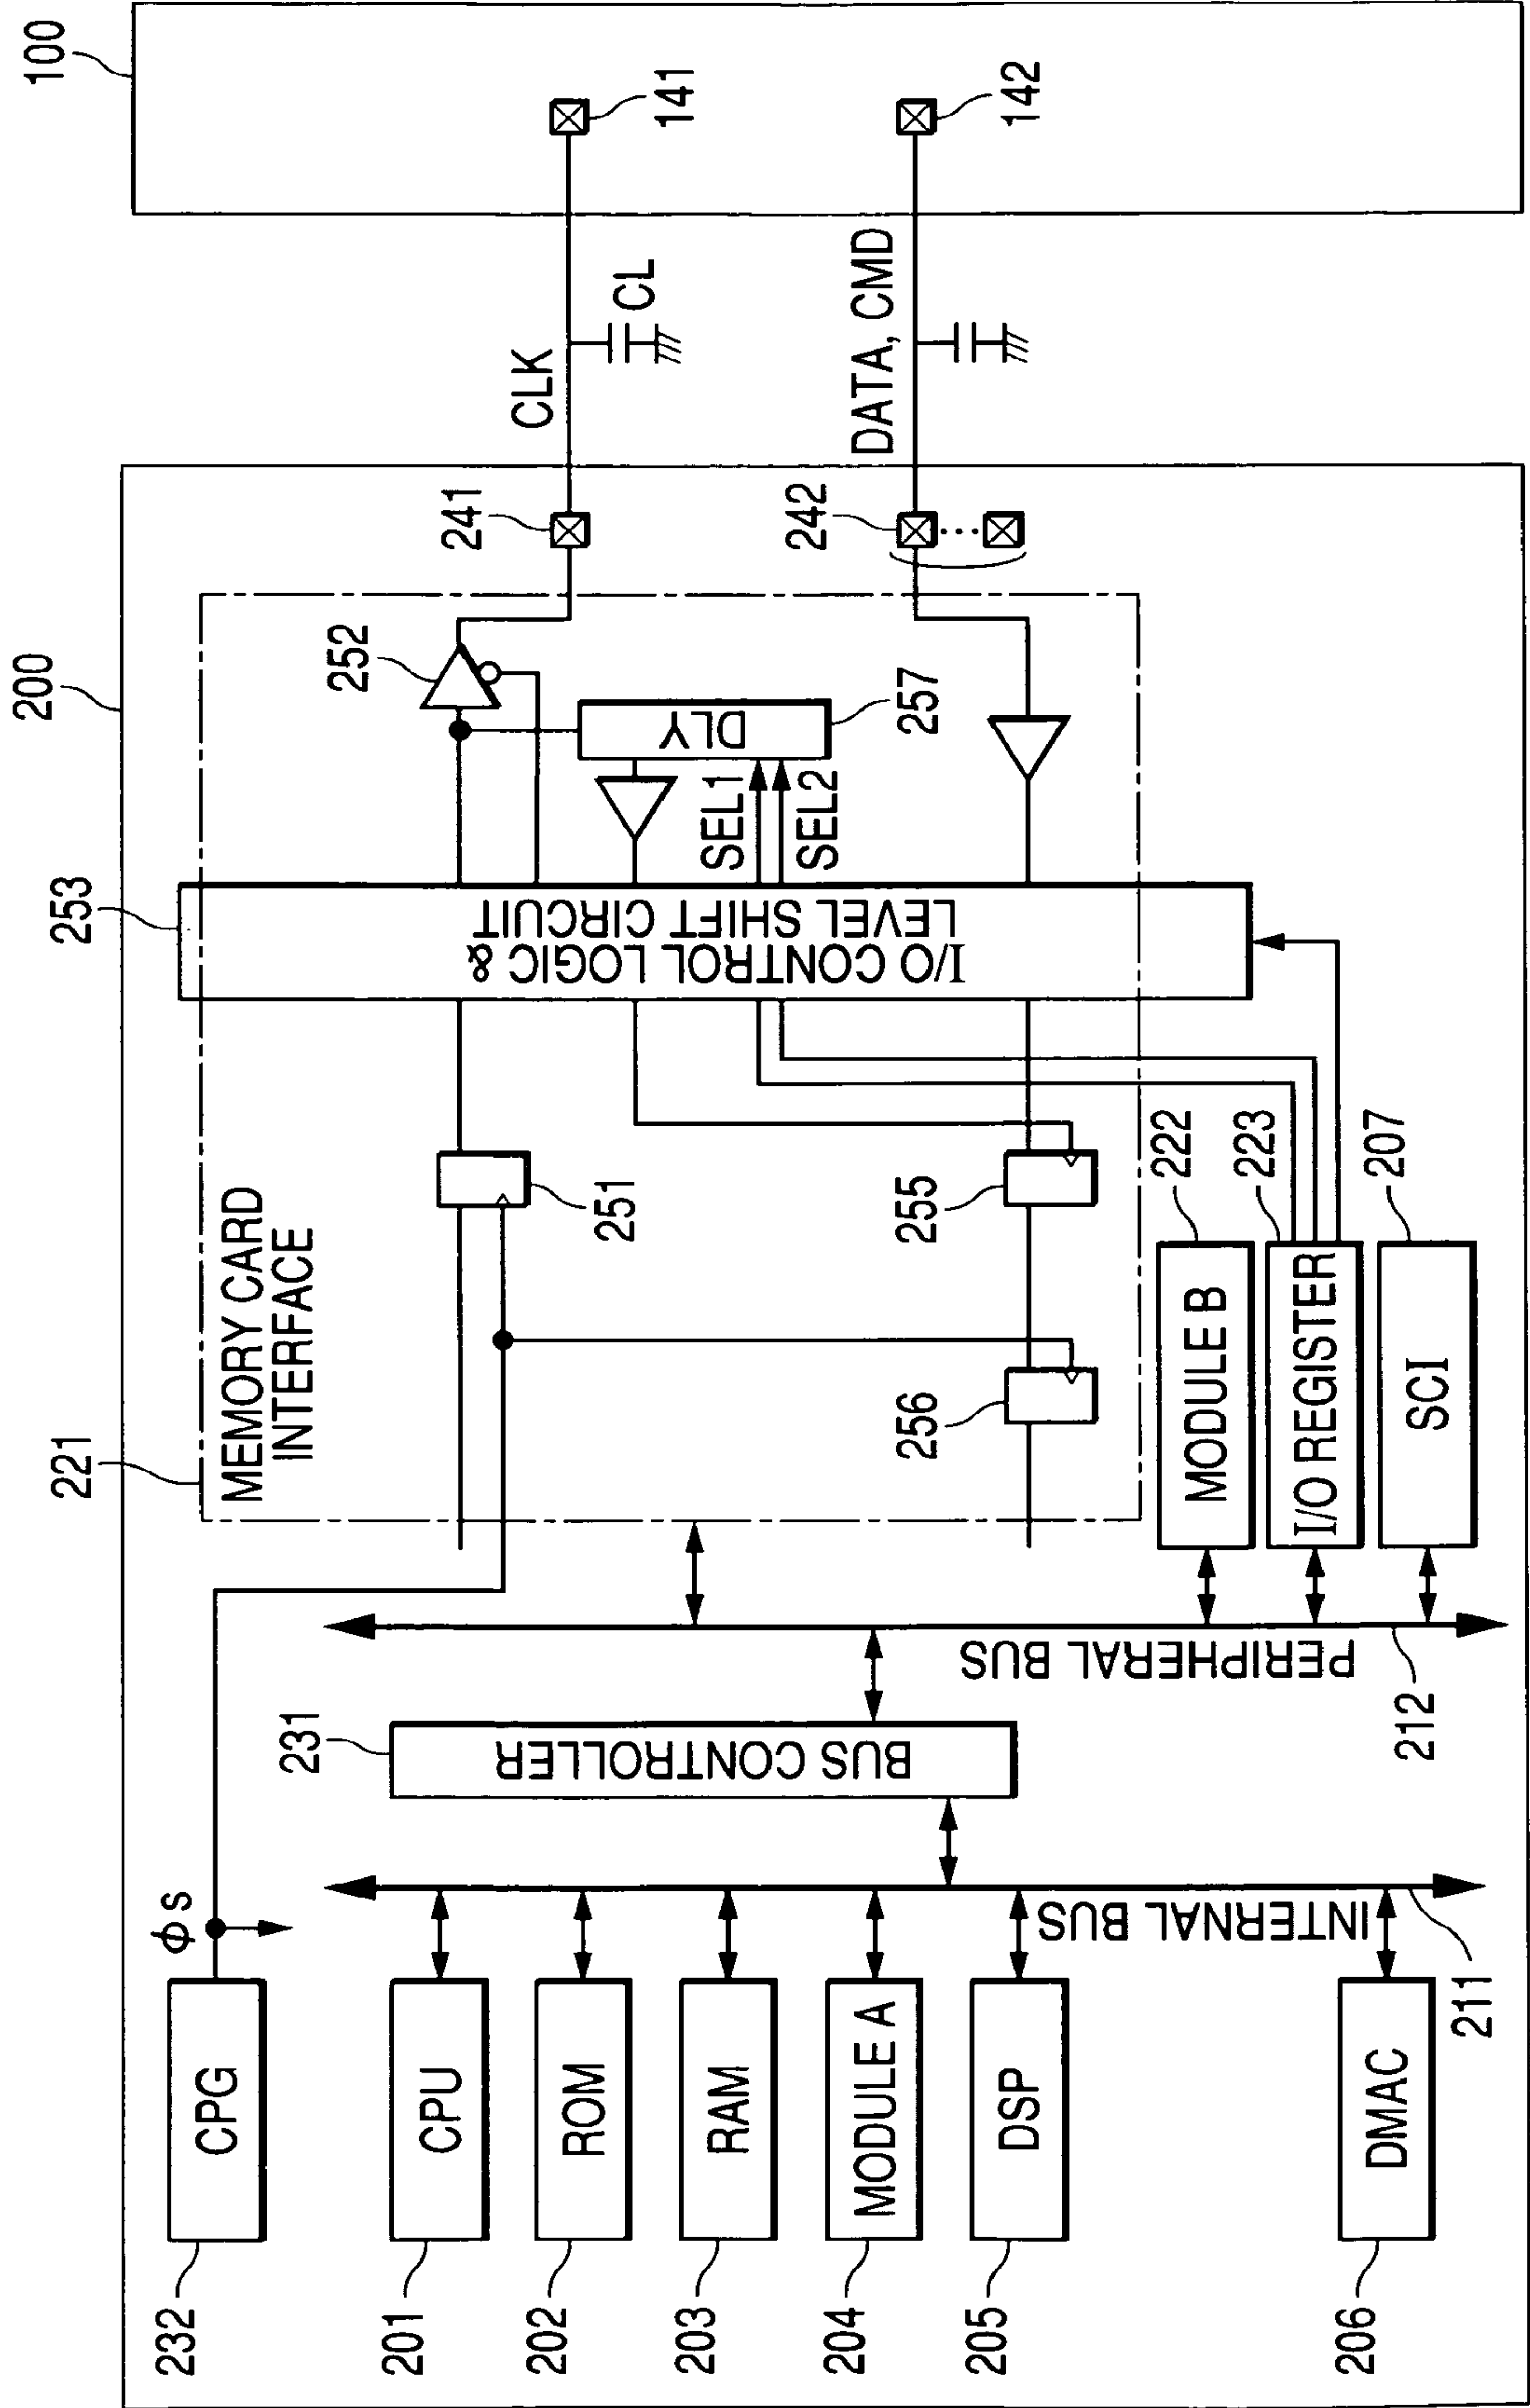 200
100
232
CPG
ϕs
221
MEMORY CARD
INTERFACE
253
252
241
CLK
CL
141
201
CPU
231
BUS CONTROLLER
251
I/O CONTROL LOGIC &
LEVEL SHIFT CIRCUIT
DLY
257
SEL1
SEL2
202
ROM
203
RAM
204
MODULE A
205
DSP
256
255
242
DATA, CMD
142
INTERNAL BUS
PERIPHERAL BUS
MODULE B
222
I/O REGISTER
223
206
DMAC
211
212
SCI
207